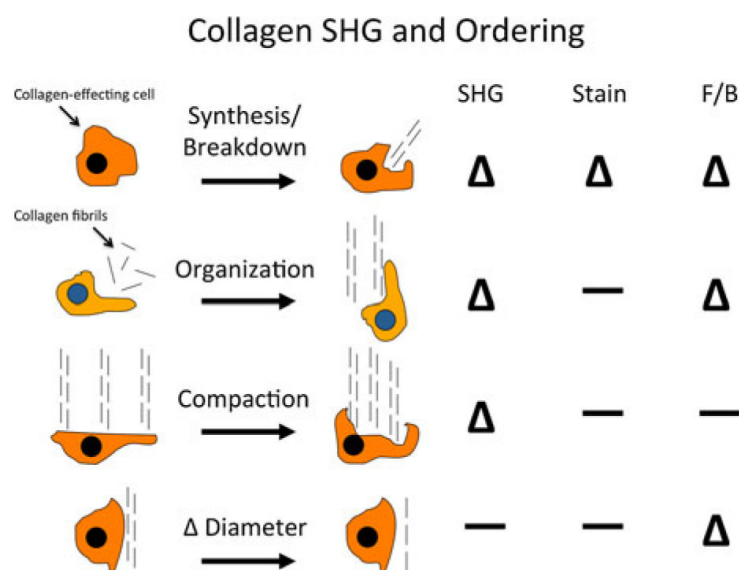 Collagen SHG and Ordering
SHG Stain F/B
Collagen-effecting cell
Synthesis/
Breakdown
Δ Δ Δ
Collagen fibrils
Organization
Δ — Δ
Compaction
Δ — —
Δ Diameter
— — Δ